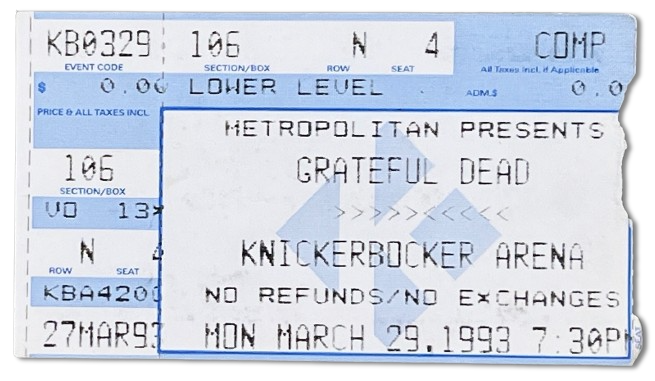 KB0329 106 N 4 COMP
EVENT CODE SECTION/BOX ROW SEAT All Taxes Incl. if Applicable
$ 0.00 LOWER LEVEL ADM.$ 0.0
PRICE & ALL TAXES INCL.
METROPOLITAN PRESENTS
106 GRATEFUL DEAD
SECTION/BOX
VO 13* >>>>><<<<<
N 4 KNICKERBOCKER ARENA
ROW SEAT
KBA4200 NO REFUNDS/NO EXCHANGES
27MAR93 MON MARCH 29,1993 7:30PM